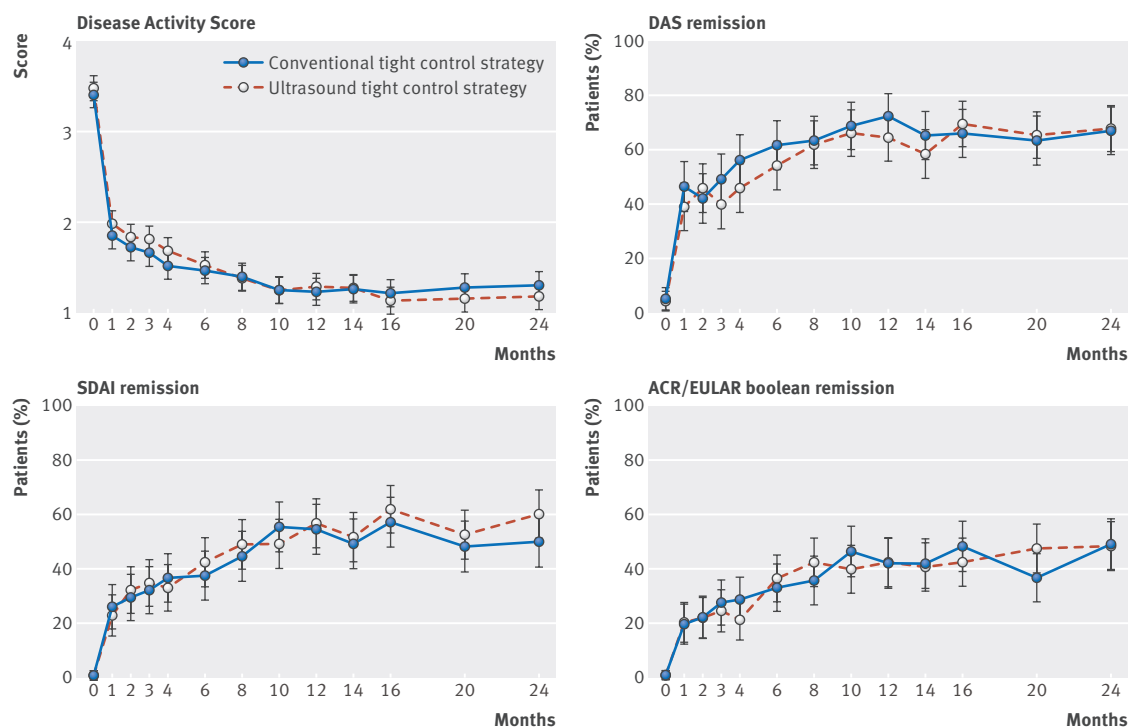 Disease Activity Score
Score
4
3
2
1
Conventional tight control strategy
Ultrasound tight control strategy
0 1 2 3 4 6 8 10 12 14 16 20 24
Months
DAS remission
Patients (%)
100
80
60
40
20
0
0 1 2 3 4 6 8 10 12 14 16 20 24
Months
SDAI remission
Patients (%)
100
80
60
40
20
0
0 1 2 3 4 6 8 10 12 14 16 20 24
Months
ACR/EULAR boolean remission
Patients (%)
100
80
60
40
20
0
0 1 2 3 4 6 8 10 12 14 16 20 24
Months